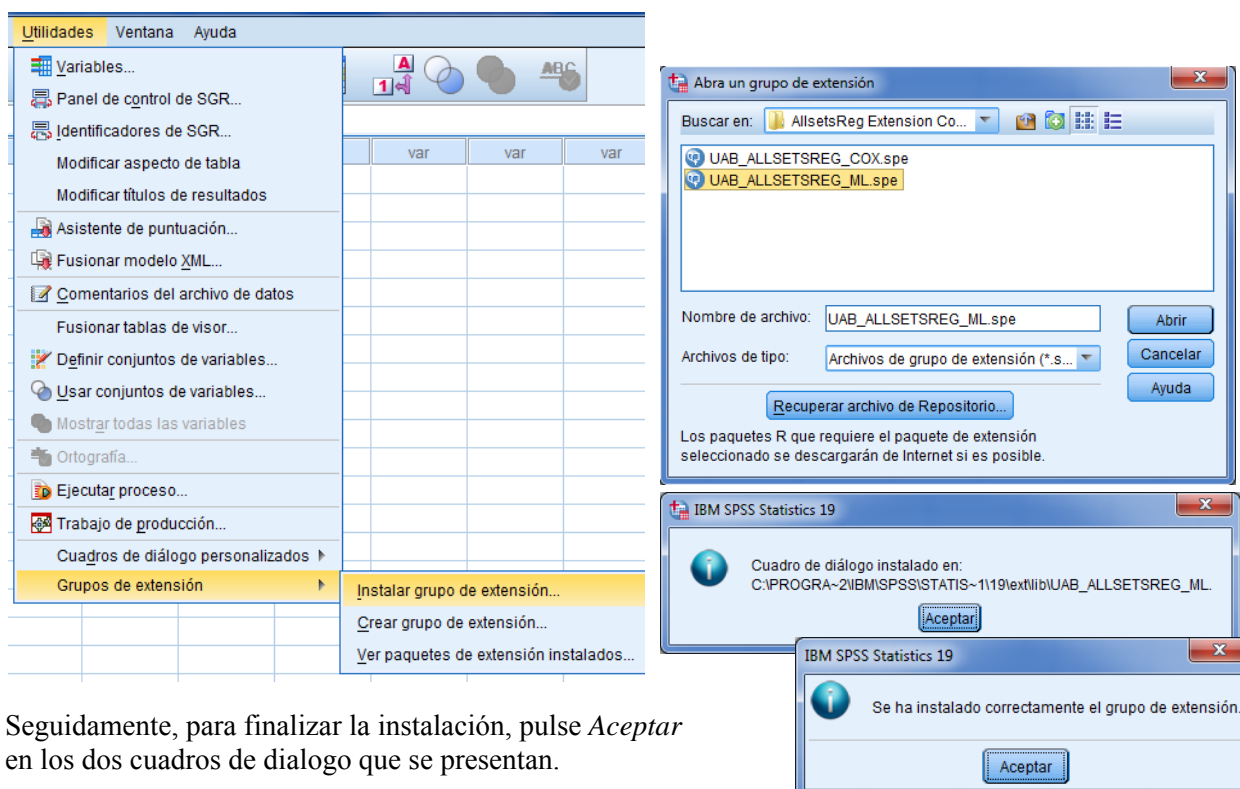 Utilidades Ventana Ayuda
Variables...
Panel de control de SGR...
Identificadores de SGR...
Modificar aspecto de tabla
Modificar títulos de resultados
Asistente de puntuación...
Fusionar modelo XML...
Comentarios del archivo de datos
Fusionar tablas de visor...
Definir conjuntos de variables...
Usar conjuntos de variables...
Mostrar todas las variables
Ortografía...
Ejecutar proceso...
Trabajo de producción...
Cuadros de diálogo personalizados
Grupos de extensión
A
1
ABC
var var var
Instalar grupo de extensión...
Crear grupo de extensión...
Ver paquetes de extensión instalados...
Abra un grupo de extensión
Buscar en: AllsetsReg Extension Co...
UAB_ALLSETSREG_COX.spe
UAB_ALLSETSREG_ML.spe
Nombre de archivo: UAB_ALLSETSREG_ML.spe Abrir
Archivos de tipo: Archivos de grupo de extensión (*.s... Cancelar
Ayuda
Recuperar archivo de Repositorio...
Los paquetes R que requiere el paquete de extensión
seleccionado se descargarán de Internet si es posible.
IBM SPSS Statistics 19
Cuadro de diálogo instalado en:
C:\PROGRA~2\IBM\SPSS\STATIS~1\19\ext\lib\UAB_ALLSETSREG_ML.
Aceptar
IBM SPSS Statistics 19
Se ha instalado correctamente el grupo de extensión.
Aceptar
Seguidamente, para finalizar la instalación, pulse Aceptar
en los dos cuadros de dialogo que se presentan.